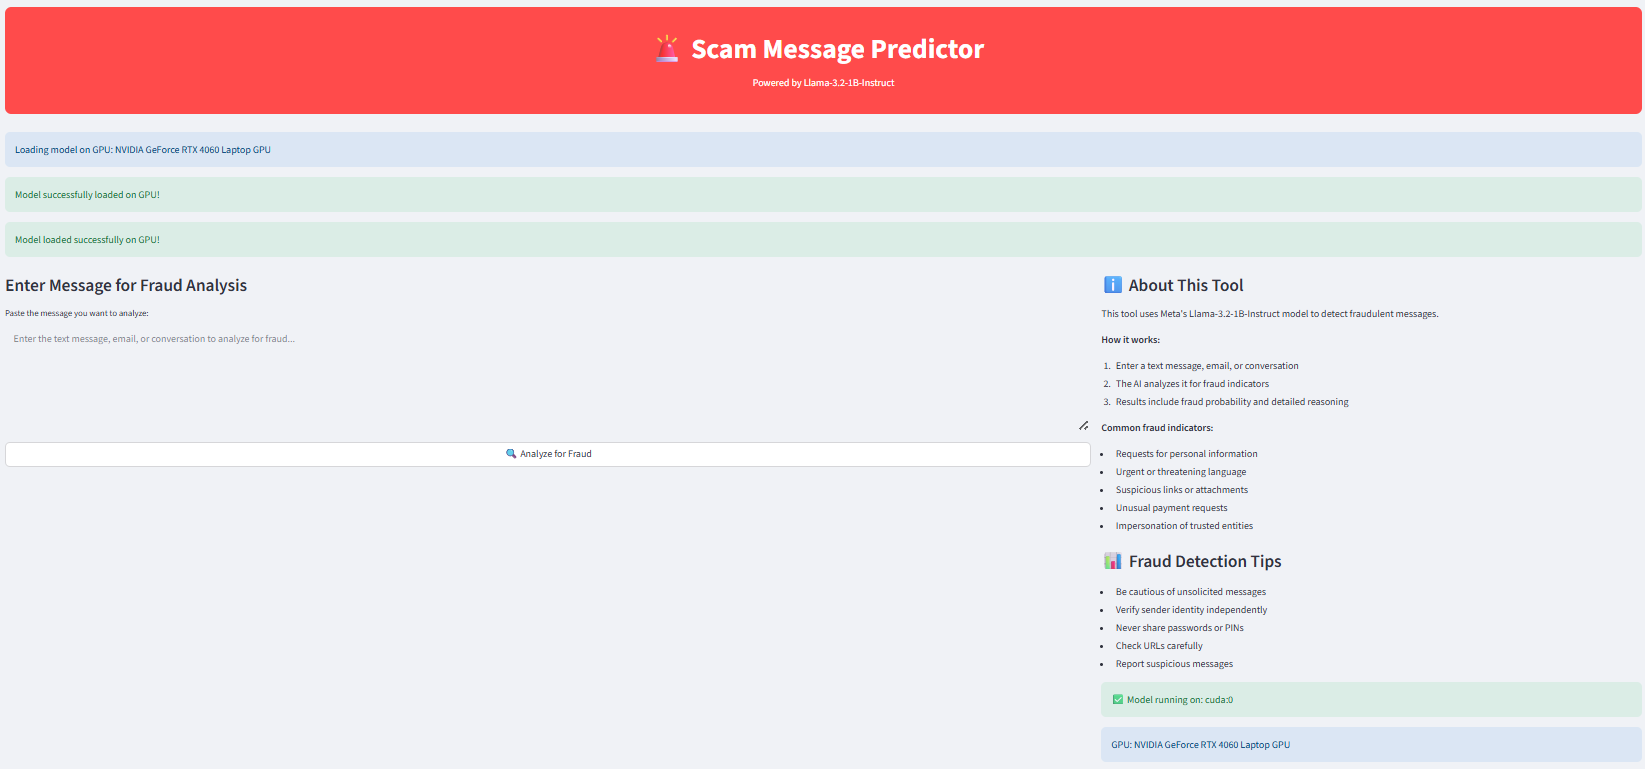 Scam Message Predictor
Powered by Llama-3.2-1B-Instruct
Loading model on GPU: NVIDIA GeForce RTX 4060 Laptop GPU
Model successfully loaded on GPU!
Model loaded successfully on GPU!
Enter Message for Fraud Analysis
Paste the message you want to analyze:
Enter the text message, email, or conversation to analyze for fraud...
Analyze for Fraud
About This Tool
This tool uses Meta's Llama-3.2-1B-Instruct model to detect fraudulent messages.
How it works:
1. Enter a text message, email, or conversation
2. The AI analyzes it for fraud indicators
3. Results include fraud probability and detailed reasoning
Common fraud indicators:
• Requests for personal information
• Urgent or threatening language
• Suspicious links or attachments
• Unusual payment requests
• Impersonation of trusted entities
Fraud Detection Tips
• Be cautious of unsolicited messages
• Verify sender identity independently
• Never share passwords or PINs
• Check URLs carefully
• Report suspicious messages
Model running on: cuda:0
GPU: NVIDIA GeForce RTX 4060 Laptop GPU